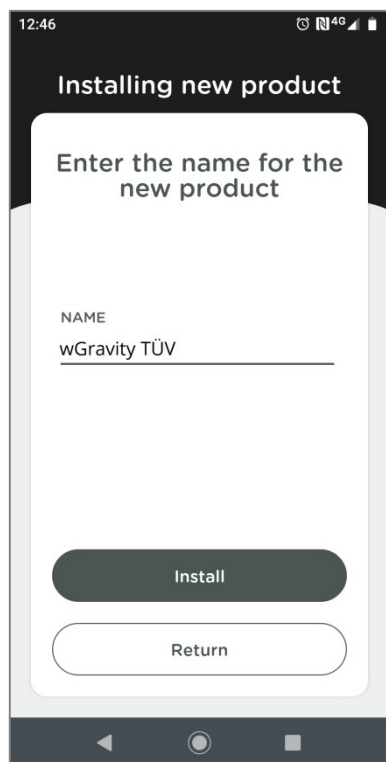 12:46
4G
Installing new product
Enter the name for the
new product
NAME
wGravity TÜV
Install
Return